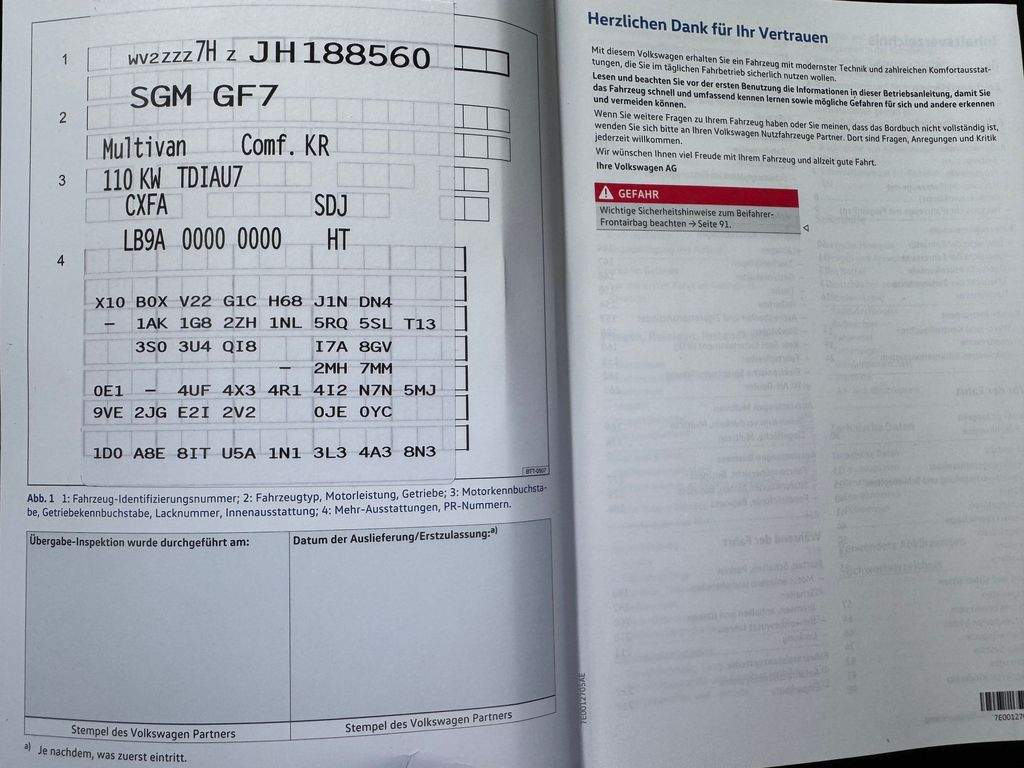 1 WV2ZZZ7H Z JH188560
SGM GF7
2
Multivan Comf. KR
3 110 KW TDIAU7
CXFA SDJ
LB9A 0000 0000 HT
4
X10 B0X V22 G1C H68 J1N DN4
– 1AK 1G8 2ZH 1NL 5RQ 5SL T13
3S0 3U4 QI8 I7A 8GV
– 2MH 7MM
0E1 – 4UF 4X3 4R1 4I2 N7N 5MJ
9VE 2JG E2I 2V2 0JE 0YC
1D0 A8E 8IT U5A 1N1 3L3 4A3 8N3
BTT-0507
Abb. 1 1: Fahrzeug-Identifizierungsnummer; 2: Fahrzeugtyp, Motorleistung, Getriebe; 3: Motorkennbuchsta-
be, Getriebekennbuchstabe, Lacknummer, Innenausstattung; 4: Mehr-Ausstattungen, PR-Nummern.
Übergabe-Inspektion wurde durchgeführt am:
Datum der Auslieferung/Erstzulassung:a)
Stempel des Volkswagen Partners
Stempel des Volkswagen Partners
a) Je nachdem, was zuerst eintritt.
Herzlichen Dank für Ihr Vertrauen
Mit diesem Volkswagen erhalten Sie ein Fahrzeug mit modernster Technik und zahlreichen Komfortausstat-
tungen, die Sie im täglichen Fahrbetrieb sicherlich nutzen wollen.
Lesen und beachten Sie vor der ersten Benutzung die Informationen in dieser Betriebsanleitung, damit Sie
das Fahrzeug schnell und umfassend kennen lernen sowie mögliche Gefahren für sich und andere erkennen
und vermeiden können.
Wenn Sie weitere Fragen zu Ihrem Fahrzeug haben oder Sie meinen, dass das Bordbuch nicht vollständig ist,
wenden Sie sich bitte an Ihren Volkswagen Nutzfahrzeuge Partner. Dort sind Fragen, Anregungen und Kritik
jederzeit willkommen.
Wir wünschen Ihnen viel Freude mit Ihrem Fahrzeug und allzeit gute Fahrt.
Ihre Volkswagen AG
GEFAHR
Wichtige Sicherheitshinweise zum Beifahrer-
Frontairbag beachten → Seite 91.
7E0012705AE
7E001270